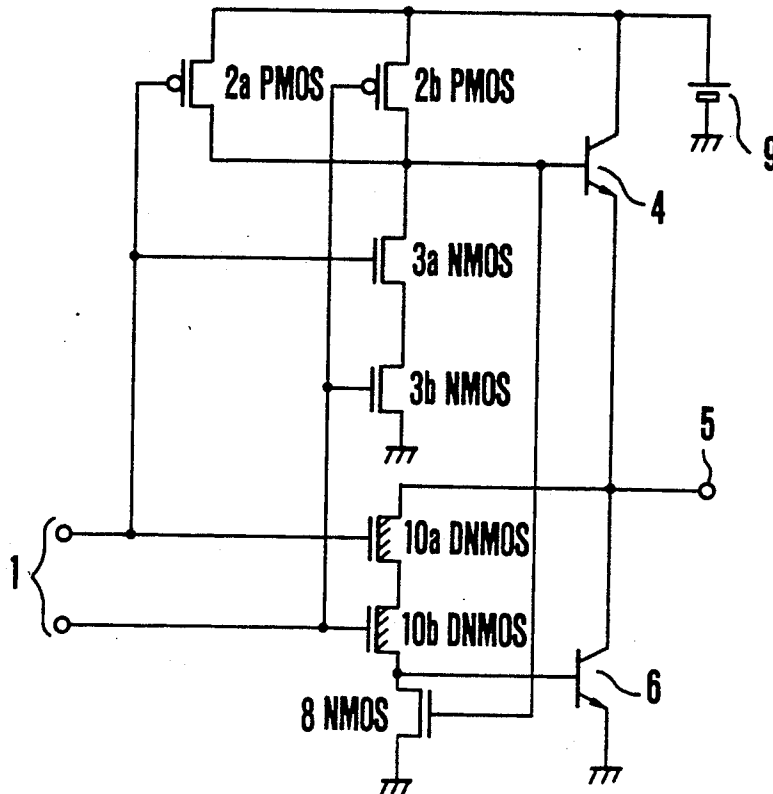 2a PMOS
2b PMOS
9
4
3a NMOS
3b NMOS
5
1
10a DNMOS
10b DNMOS
6
8 NMOS